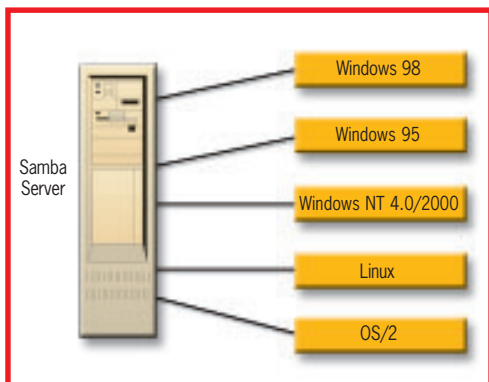 Samba
Server
Windows 98
Windows 95
Windows NT 4.0/2000
Linux
OS/2